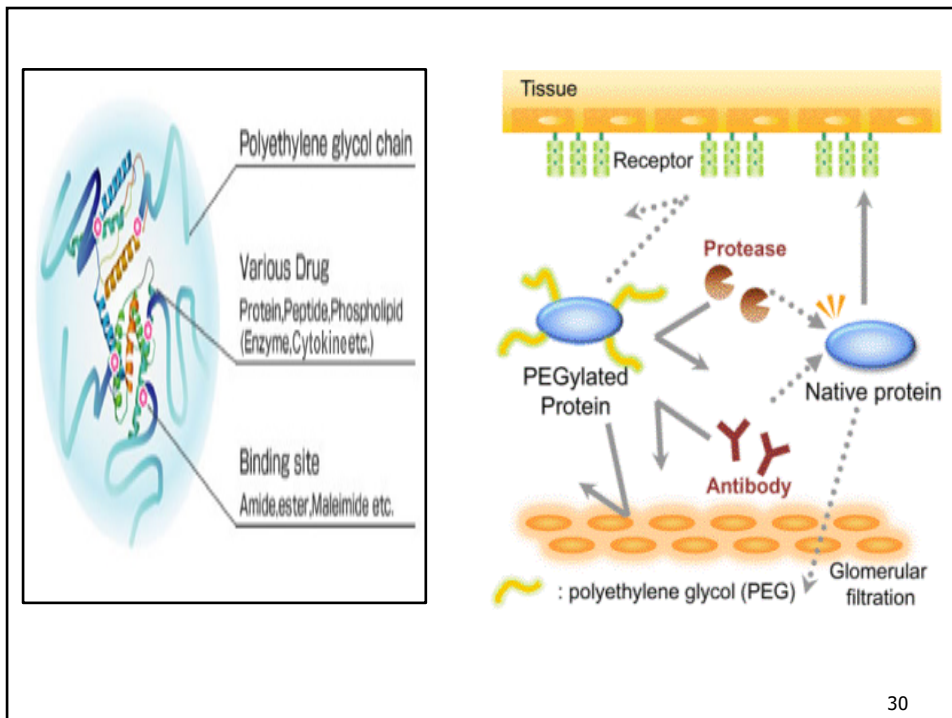 Polyethylene glycol chain
Various Drug
Protein,Peptide,Phospholipid
(Enzyme,Cytokine etc.)
Binding site
Amide,ester,Maleimide etc.
Tissue
Receptor
Protease
PEGylated
Protein
Native protein
Antibody
Glomerular
filtration
: polyethylene glycol (PEG)
30